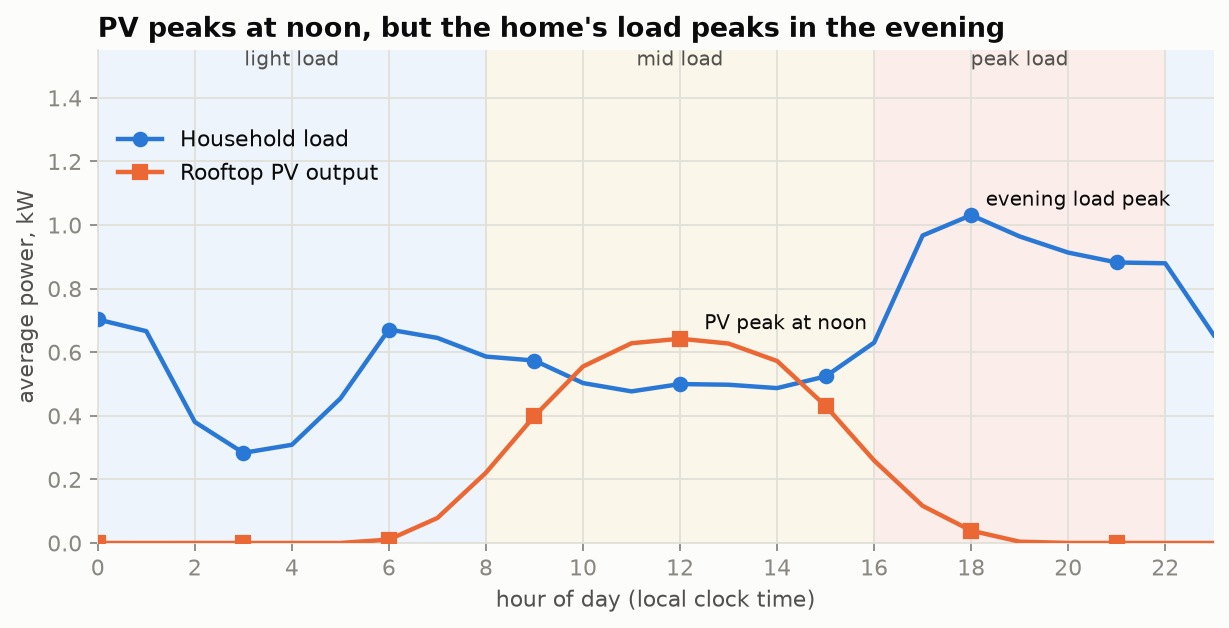 PV peaks at noon, but the home's load peaks in the evening
light load
mid load
peak load
1.4
1.2
1.0
0.8
0.6
0.4
0.2
0.0
average power, kW
Household load
Rooftop PV output
evening load peak
PV peak at noon
0 2 4 6 8 10 12 14 16 18 20 22
hour of day (local clock time)